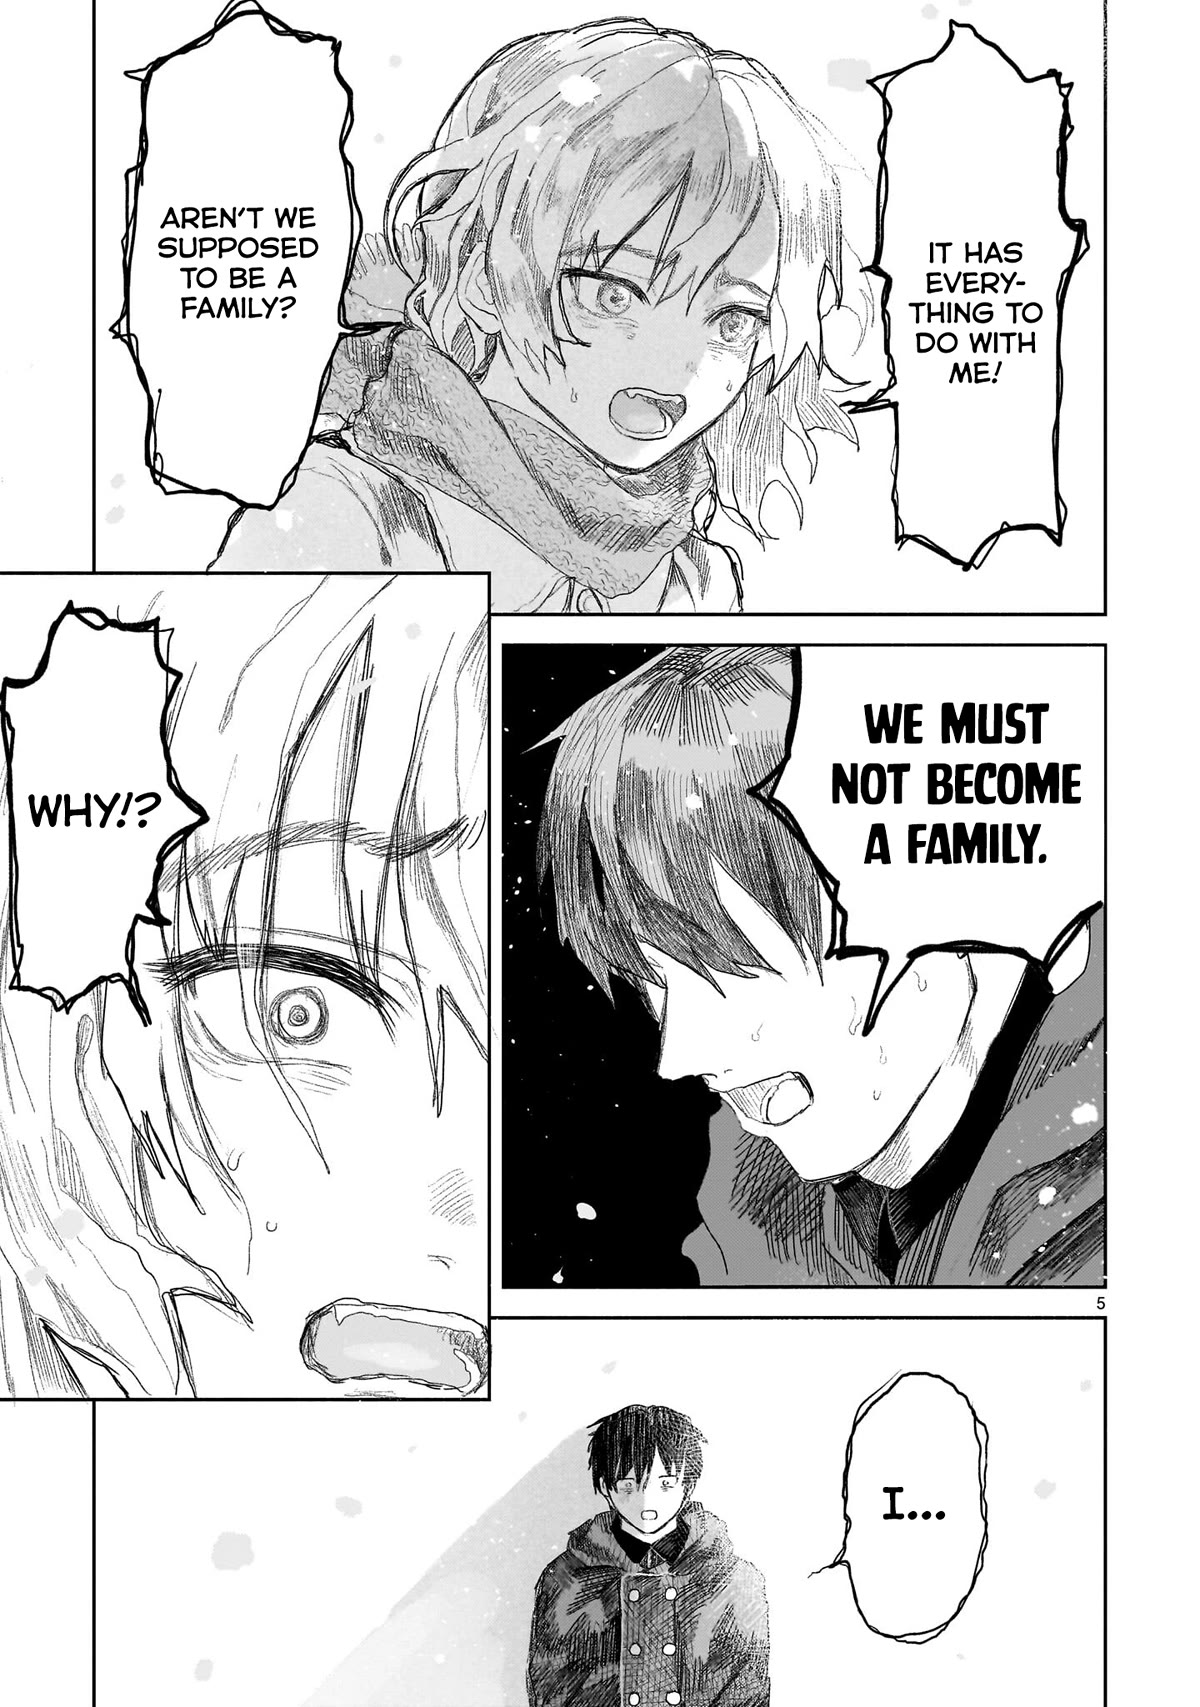 IT HAS
EVERY-
THING TO
DO WITH
ME!
AREN'T WE
SUPPOSED
TO BE A
FAMILY?
WE MUST
NOT BECOME
A FAMILY.
WHY!?
5
I...